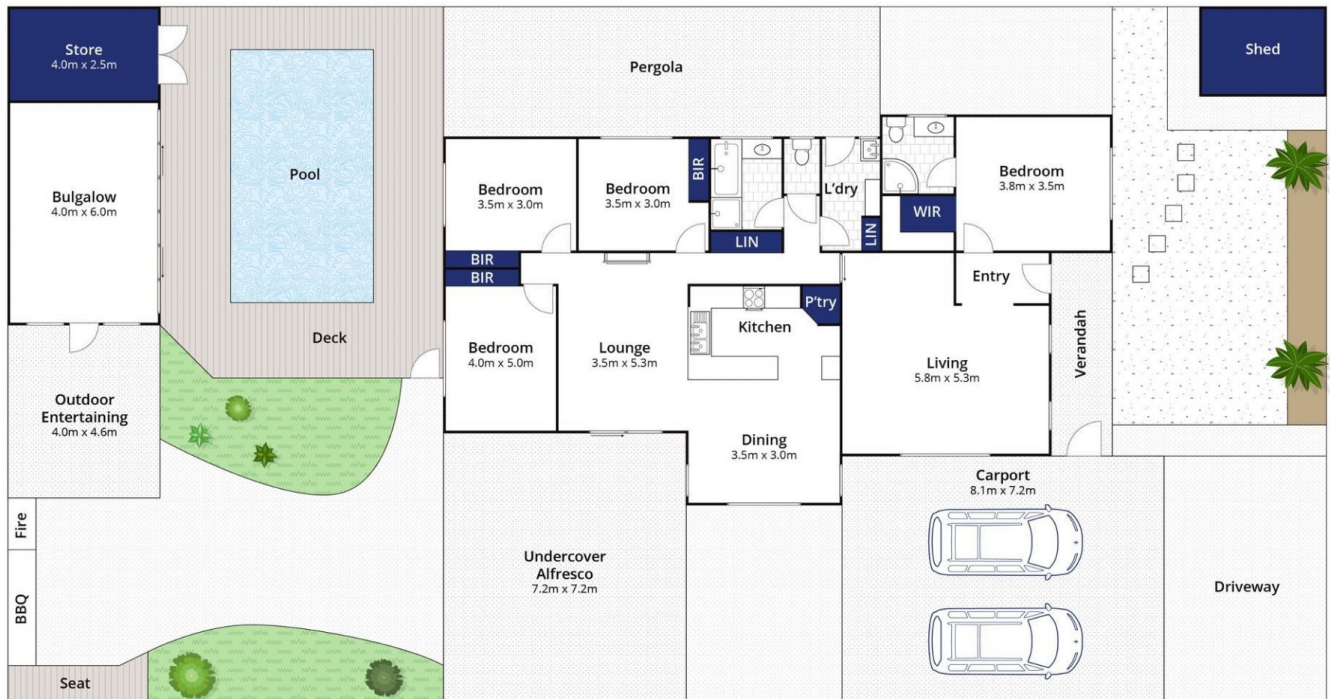 Store
4.0m x 2.5m
Shed
Pergola
Bulgalow
4.0m x 6.0m
Pool
Bedroom
3.5m x 3.0m
Bedroom
3.5m x 3.0m
BIR
LIN
L'dry
LIN
WIR
Bedroom
3.8m x 3.5m
BIR
BIR
Entry
P'try
Kitchen
Deck
Bedroom
4.0m x 5.0m
Lounge
3.5m x 5.3m
Living
5.8m x 5.3m
Verandah
Outdoor
Entertaining
4.0m x 4.6m
Dining
3.5m x 3.0m
Carport
8.1m x 7.2m
Fire
BBQ
Undercover
Alfresco
7.2m x 7.2m
Driveway
Seat